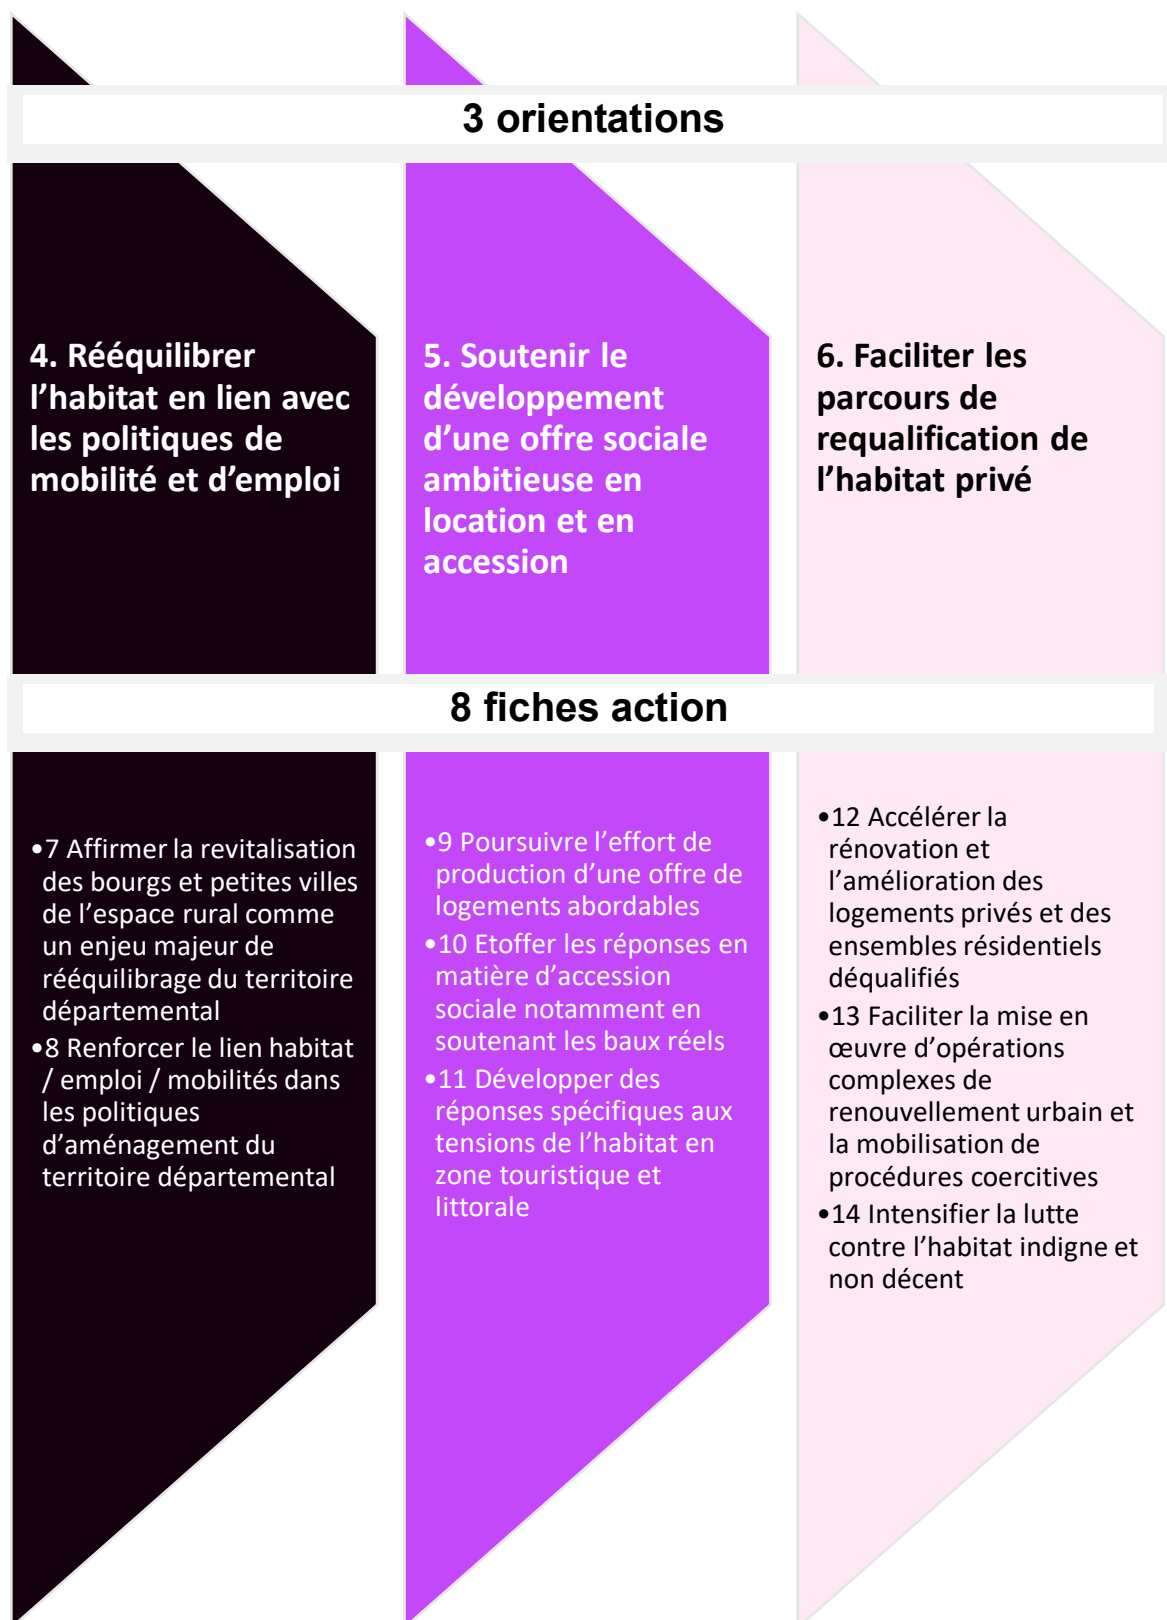 3 orientations
4. Rééquilibrer
l’habitat en lien avec
les politiques de
mobilité et d’emploi
5. Soutenir le
développement
d’une offre sociale
ambitieuse en
location et en
accession
6. Faciliter les
parcours de
requalification de
l’habitat privé
8 fiches action
•7 Affirmer la revitalisation
des bourgs et petites villes
de l’espace rural comme
un enjeu majeur de
rééquilibrage du territoire
départemental
•8 Renforcer le lien habitat
/ emploi / mobilités dans
les politiques
d’aménagement du
territoire départemental
•9 Poursuivre l’effort de
production d’une offre de
logements abordables
•10 Etoffer les réponses en
matière d’accession
sociale notamment en
soutenant les baux réels
•11 Développer des
réponses spécifiques aux
tensions de l’habitat en
zone touristique et
littorale
•12 Accélérer la
rénovation et
l’amélioration des
logements privés et des
ensembles résidentiels
déqualifiés
•13 Faciliter la mise en
œuvre d’opérations
complexes de
renouvellement urbain et
la mobilisation de
procédures coercitives
•14 Intensifier la lutte
contre l’habitat indigne et
non décent